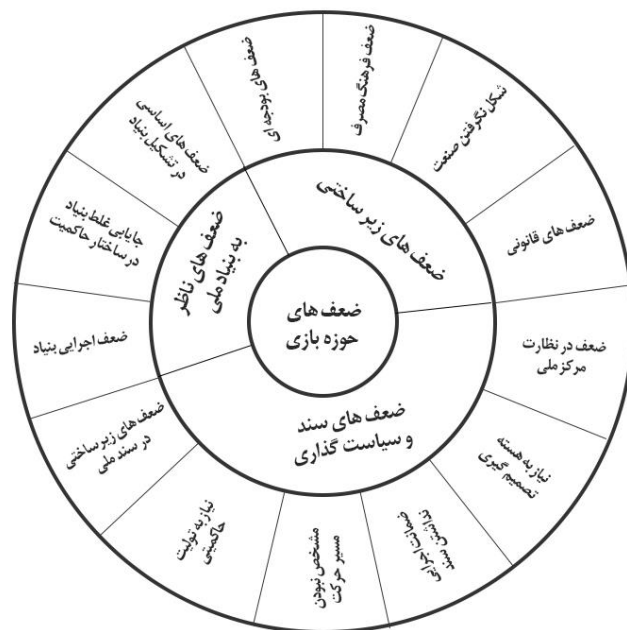 ضعف های
حوزه بازی
ضعف های زیر ساختی
ضعف های سند
و سیاست گذاری
ضعف های ناظر
به بنیاد ملی
ضعف های بودجه ای
ضعف فرهنگ مصرف
شکل نگرفتن صنعت
ضعف های قانونی
ضعف در نظارت
مرکز ملی
نیاز به هسته
تصمیم گیری
نداشتن سند
ضمانت اجرایی
مشخص نبودن
مسیر حرکت
نیاز به تولیت
حاکمیتی
ضعف های زیر ساختی
در سند ملی
ضعف اجرایی بنیاد
جایابی غلط بنیاد
در ساختار حاکمیت
ضعف های اساسی
در تشکیل بنیاد